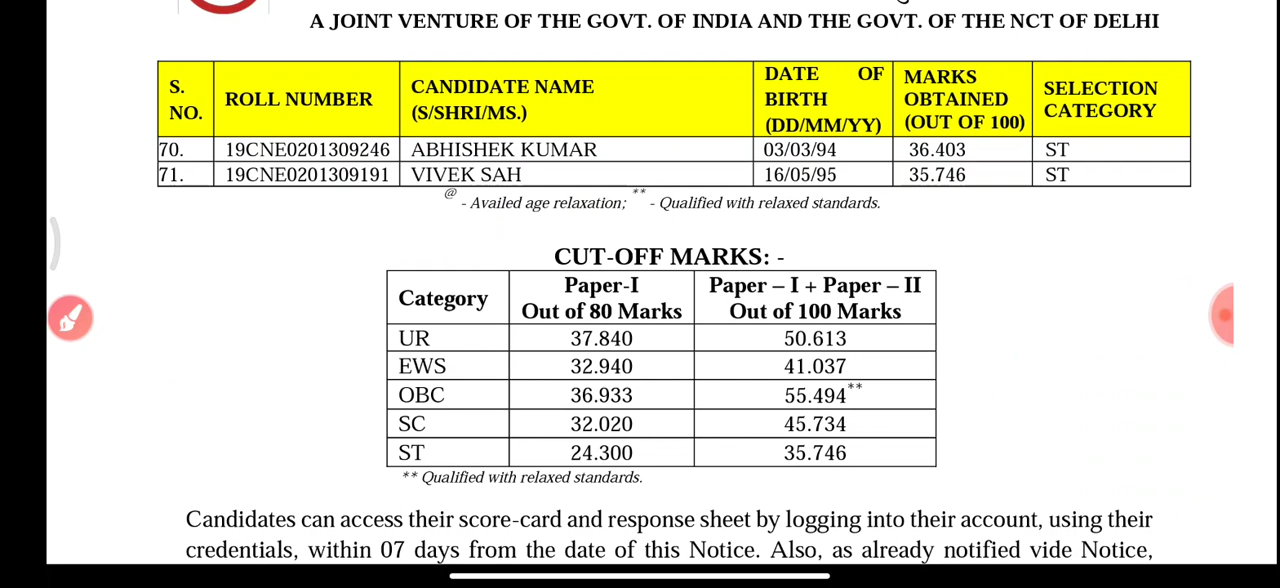 A JOINT VENTURE OF THE GOVT. OF INDIA AND THE GOVT. OF THE NCT OF DELHI
S. NO. ROLL NUMBER CANDIDATE NAME (S/SHRI/MS.) DATE OF BIRTH (DD/MM/YY) MARKS OBTAINED (OUT OF 100) SELECTION CATEGORY
70. 19CNE0201309246 ABHISHEK KUMAR 03/03/94 36.403 ST
71. 19CNE0201309191 VIVEK SAH 16/05/95 35.746 ST
@ - Availed age relaxation; ** - Qualified with relaxed standards.
CUT-OFF MARKS: -
Category Paper-I Out of 80 Marks Paper – I + Paper – II Out of 100 Marks
UR 37.840 50.613
EWS 32.940 41.037
OBC 36.933 55.494**
SC 32.020 45.734
ST 24.300 35.746
** Qualified with relaxed standards.
Candidates can access their score-card and response sheet by logging into their account, using their
credentials, within 07 days from the date of this Notice. Also, as already notified vide Notice,